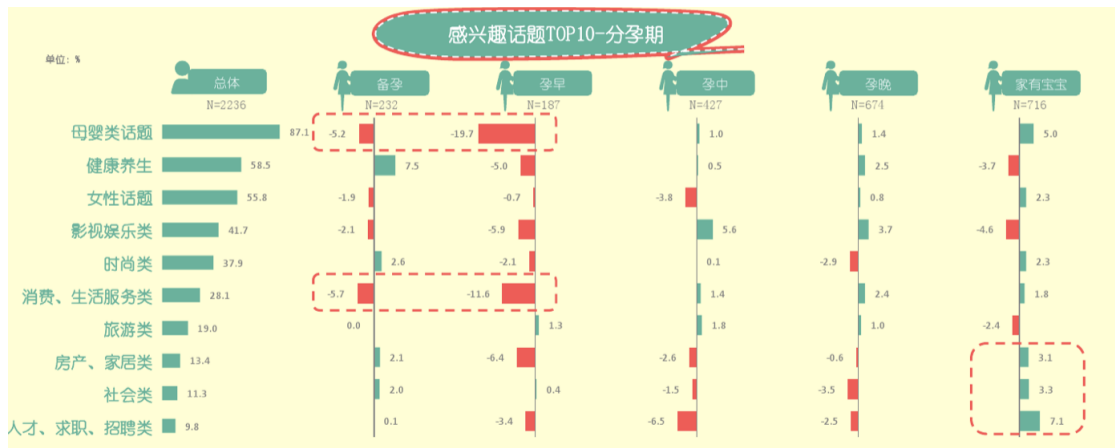 感兴趣话题TOP10-分孕期
单位：%
总体 备孕 孕早 孕中 孕晚 家有宝宝
N=2236 N=232 N=187 N=427 N=674 N=716
母婴类话题 87.1 -5.2 -19.7 1.0 1.4 5.0
健康养生 58.5 7.5 -5.0 0.5 2.5 -3.7
女性话题 55.8 -1.9 -0.7 -3.8 0.8 2.3
影视娱乐类 41.7 -2.1 -5.9 5.6 3.7 -4.6
时尚类 37.9 2.6 -2.1 0.1 -2.9 2.3
消费、生活服务类 28.1 -5.7 -11.6 1.4 2.4 1.8
旅游类 19.0 0.0 1.3 1.8 1.0 -2.4
房产、家居类 13.4 2.1 -6.4 -2.6 -0.6 3.1
社会类 11.3 2.0 0.4 -1.5 -3.5 3.3
人才、求职、招聘类 9.8 0.1 -3.4 -6.5 -2.5 7.1